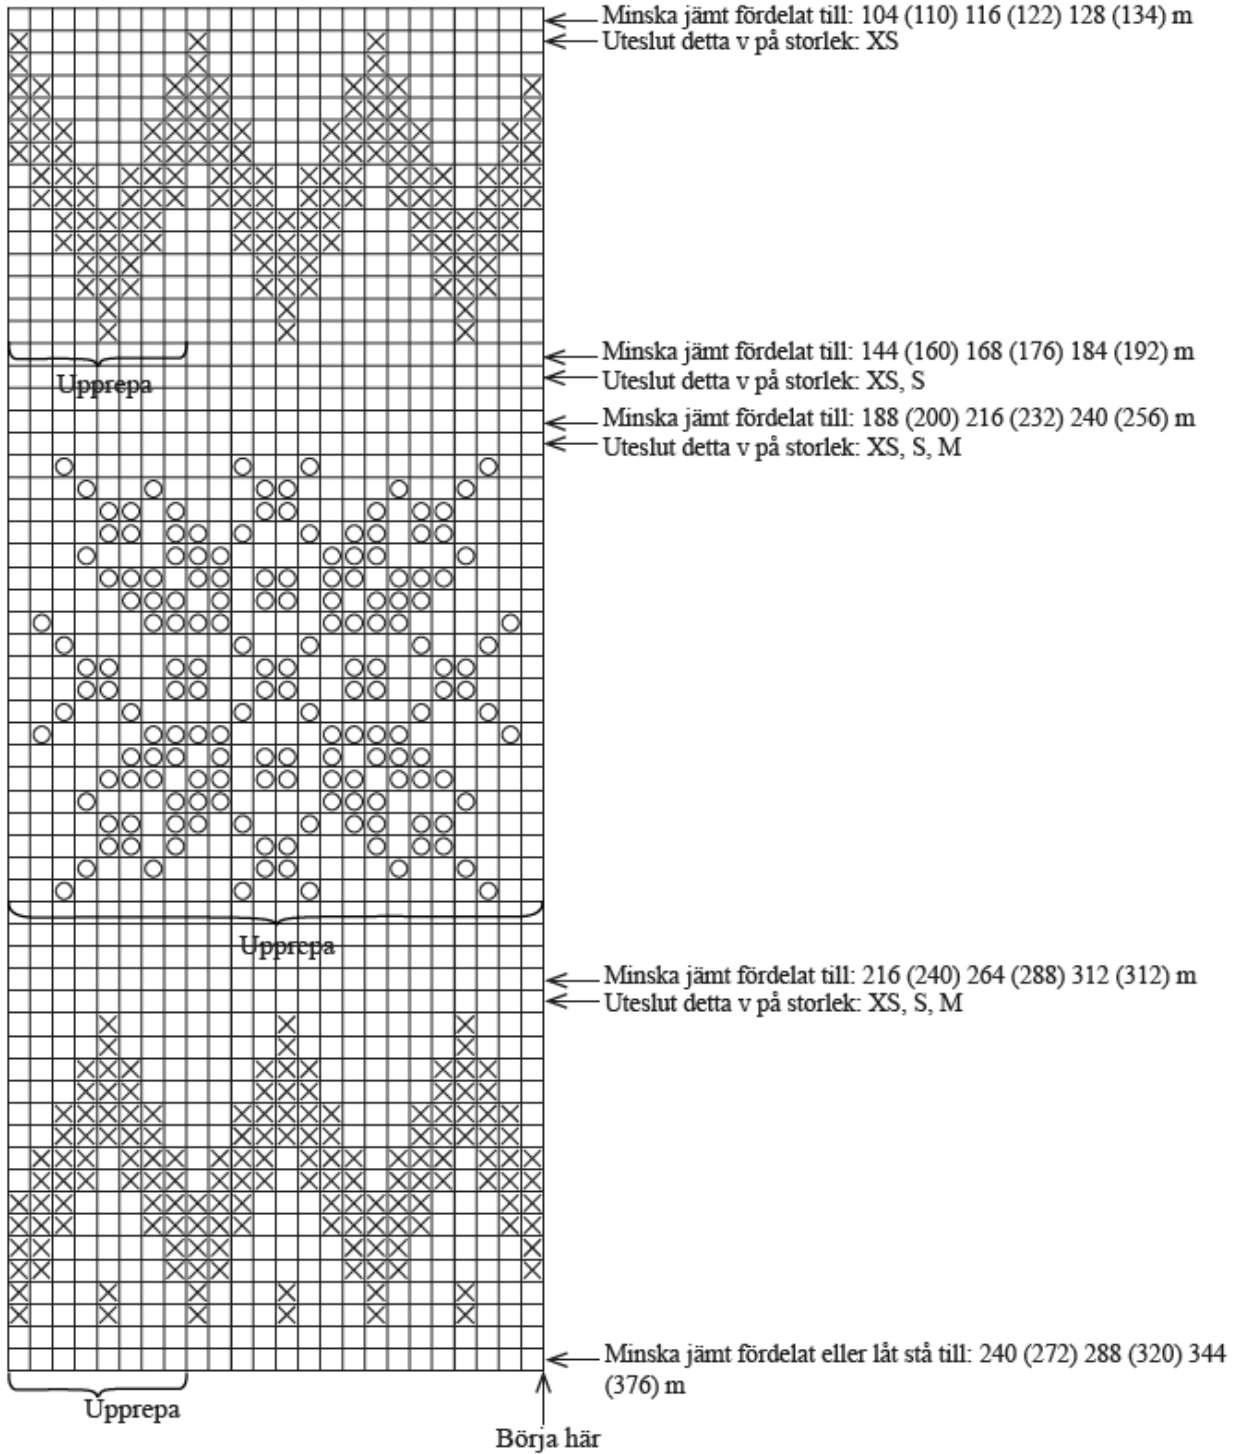 Minska jämt fördelat till: 104 (110) 116 (122) 128 (134) m
Uteslut detta v på storlek: XS
Minska jämt fördelat till: 144 (160) 168 (176) 184 (192) m
Upprepa
Uteslut detta v på storlek: XS, S
Minska jämt fördelat till: 188 (200) 216 (232) 240 (256) m
Uteslut detta v på storlek: XS, S, M
Upprepa
Minska jämt fördelat till: 216 (240) 264 (288) 312 (312) m
Uteslut detta v på storlek: XS, S, M
Minska jämt fördelat eller låt stå till: 240 (272) 288 (320) 344
(376) m
Upprepa
Börja här